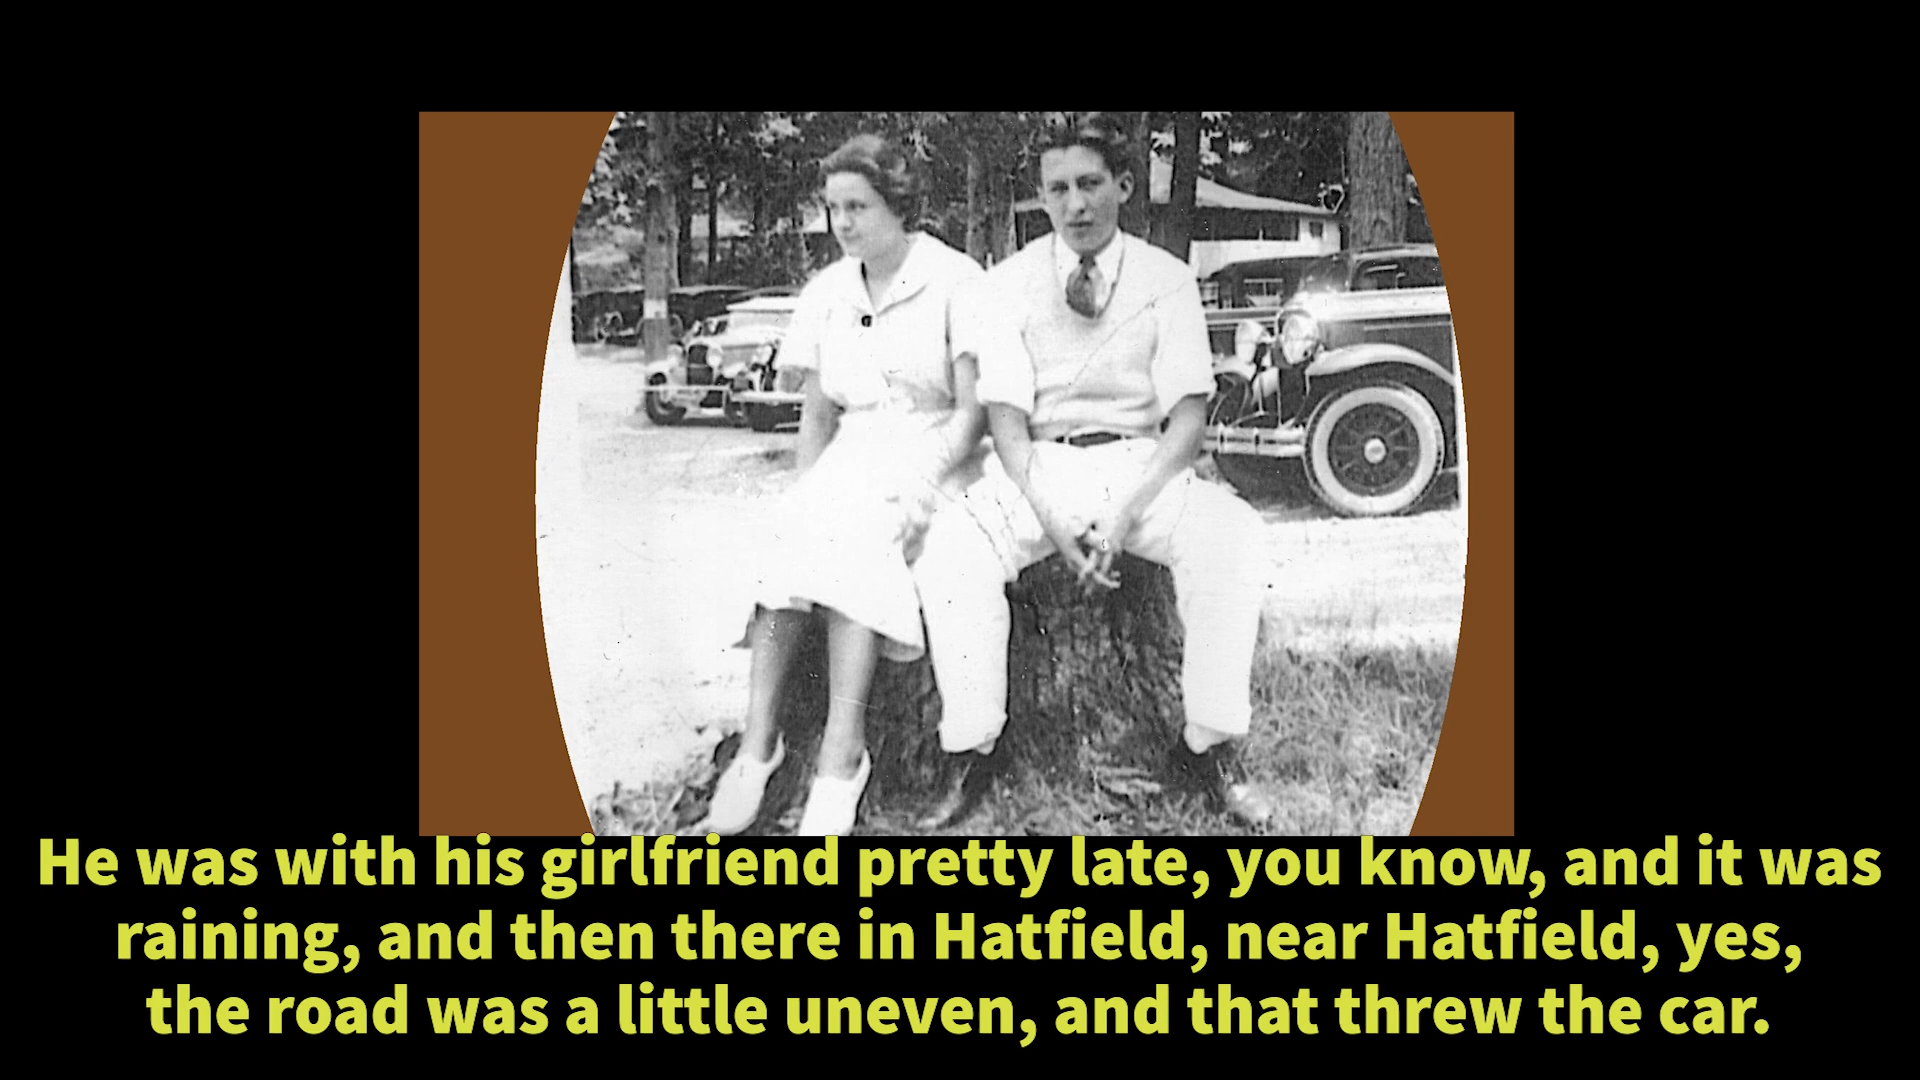 He was with his girlfriend pretty late, you know, and it was
raining, and then there in Hatfield, near Hatfield, yes,
the road was a little uneven, and that threw the car.